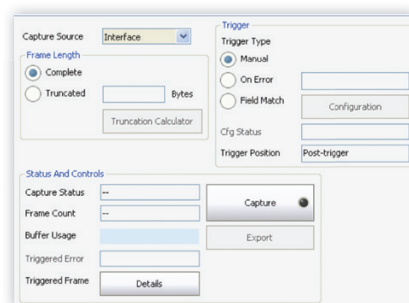 Capture Source Interface
Frame Length
Complete
Truncated Bytes
Truncation Calculator
Trigger
Trigger Type
Manual
On Error
Field Match Configuration
Cfg Status
Trigger Position Post-trigger
Status And Controls
Capture Status --
Frame Count --
Buffer Usage
Triggered Error
Triggered Frame Details
Capture
Export